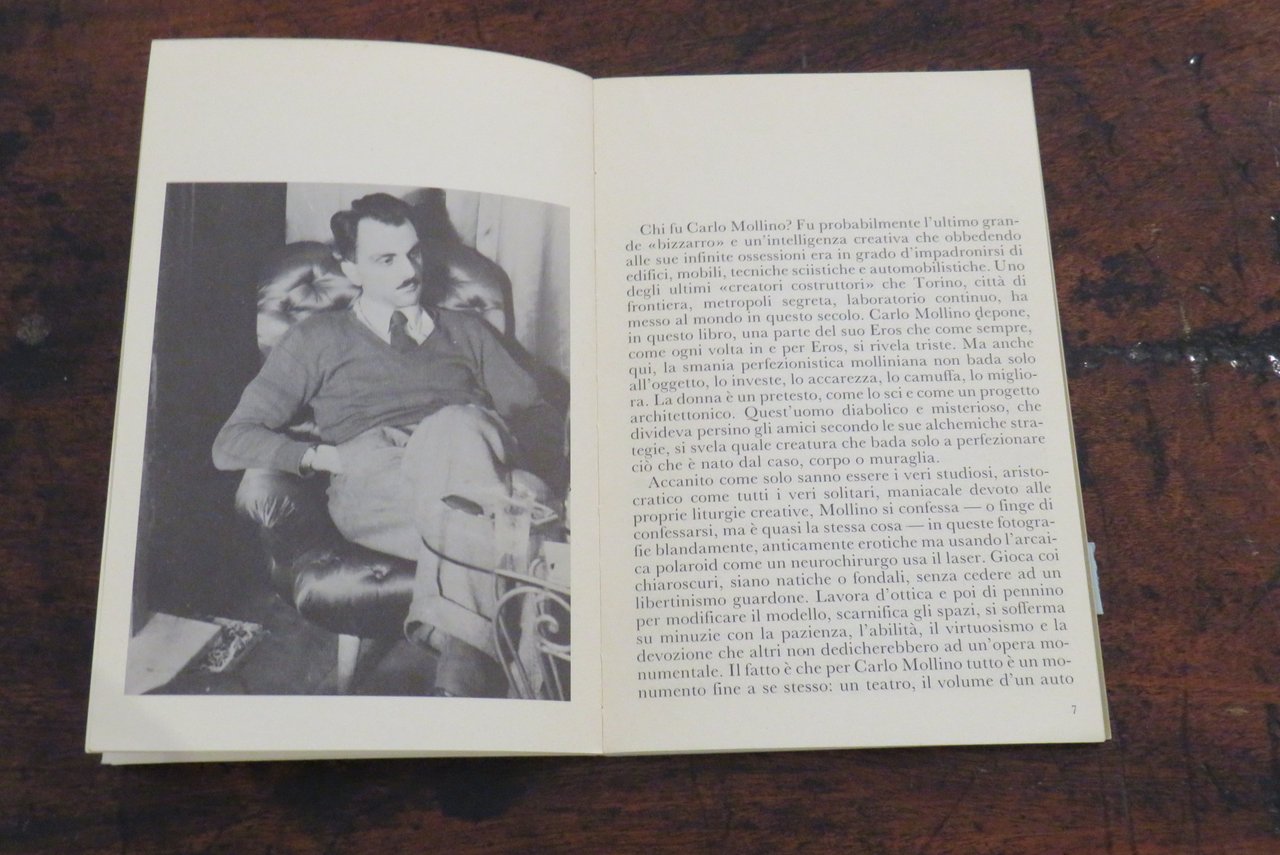 Chi fu Carlo Mollino? Fu probabilmente l'ultimo gran-
de «bizzarro» e un'intelligenza creativa che obbedendo
alle sue infinite ossessioni era in grado d'impadronirsi di
edifici, mobili, tecniche sciistiche e automobilistiche. Uno
degli ultimi «creatori costruttori» che Torino, città di
frontiera, metropoli segreta, laboratorio continuo, ha
messo al mondo in questo secolo. Carlo Mollino depone,
in questo libro, una parte del suo Eros che come sempre,
come ogni volta in e per Eros, si rivela triste. Ma anche
qui, la smania perfezionistica molliniana non bada solo
all'oggetto, lo investe, lo accarezza, lo camuffa, lo miglio-
ra. La donna è un pretesto, come lo sci e come un progetto
architettonico. Quest'uomo diabolico e misterioso, che
divideva persino gli amici secondo le sue alchemiche stra-
tegie, si svela quale creatura che bada solo a perfezionare
ciò che è nato dal caso, corpo o muraglia.
Accanito come solo sanno essere i veri studiosi, aristo-
cratico come tutti i veri solitari, maniacale devoto alle
proprie liturgie creative, Mollino si confessa — o finge di
confessarsi, ma è quasi la stessa cosa — in queste fotogra-
fie blandamente, anticamente erotiche ma usando l'arcai-
ca polaroid come un neurochirurgo usa il laser. Gioca coi
chiaroscuri, siano natiche o fondali, senza cedere ad un
libertinismo guardone. Lavora d'ottica e poi di pennino
per modificare il modello, scarnifica gli spazi, si sofferma
su minuzie con la pazienza, l'abilità, il virtuosismo e la
devozione che altri non dedicherebbero ad un'opera mo-
numentale. Il fatto è che per Carlo Mollino tutto è un mo-
numento fine a se stesso: un teatro, il volume d'un auto
7